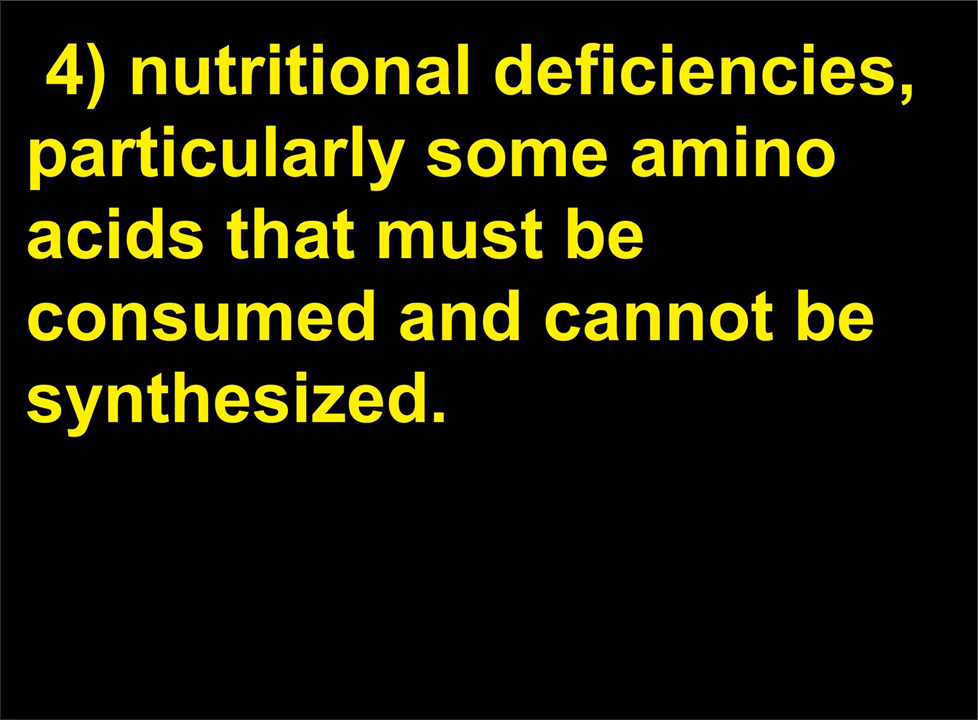 4) nutritional deficiencies,
particularly some amino
acids that must be
consumed and cannot be
synthesized.